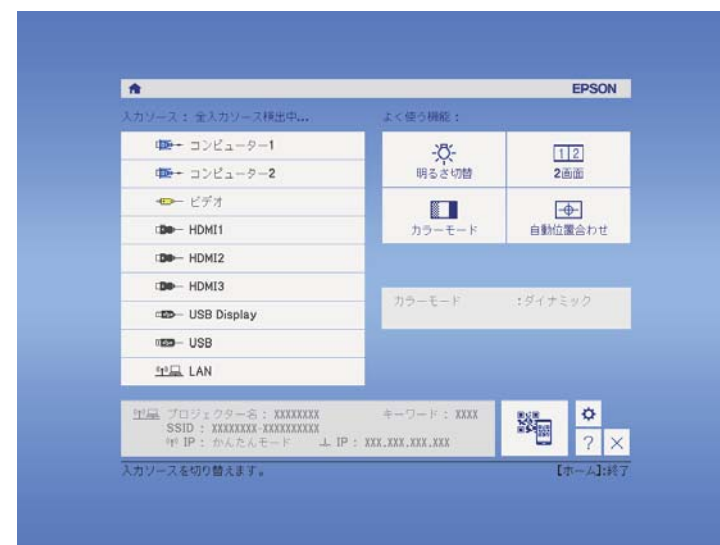 EPSON
入力ソース： 全入力ソース検出中...
コンピューター1
コンピューター2
ビデオ
HDMI1
HDMI2
HDMI3
USB Display
USB
LAN
よく使う機能：
明るさ切替
1 2
2画面
カラーモード
自動位置合わせ
カラーモード :ダイナミック
プロジェクター名： XXXXXXXX キーワード： XXXX
SSID： XXXXXXXX-XXXXXXXXXX
IP： かんたんモード IP： XXX.XXX.XXX.XXX
?
入力ソースを切り替えます。 【ホーム】:終了